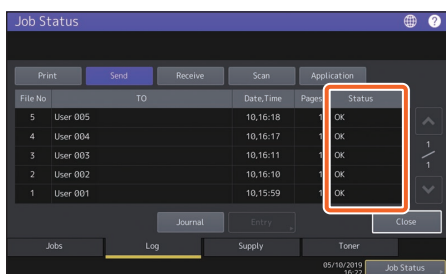 Job Status
?
Print Send Receive Scan Application
File No TO Date,Time Pages Status
5 User 005 10,16:18 1 OK
4 User 004 10,16:17 1 OK
3 User 003 10,16:11 1 OK
2 User 002 10,16:10 1 OK
1 User 001 10,15:59 1 OK
1
/
1
Journal Entry Close
Jobs Log Supply Toner
05/10/2019
16:22
Job Status